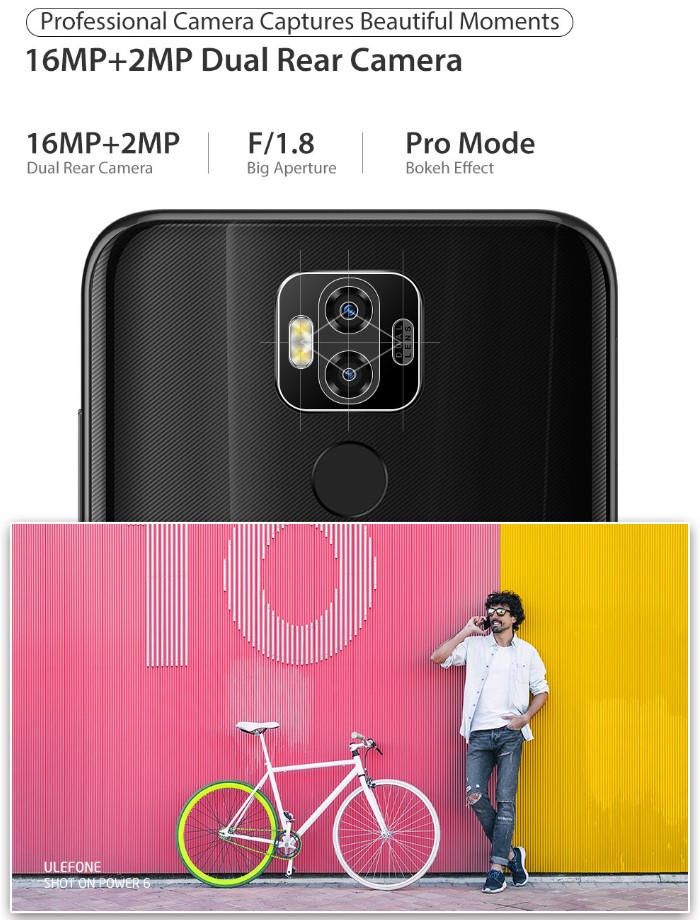 Professional Camera Captures Beautiful Moments
16MP+2MP Dual Rear Camera
16MP+2MP
Dual Rear Camera
F/1.8
Big Aperture
Pro Mode
Bokeh Effect
DUAL
LENS
10
ULEFONE
SHOT ON POWER 6